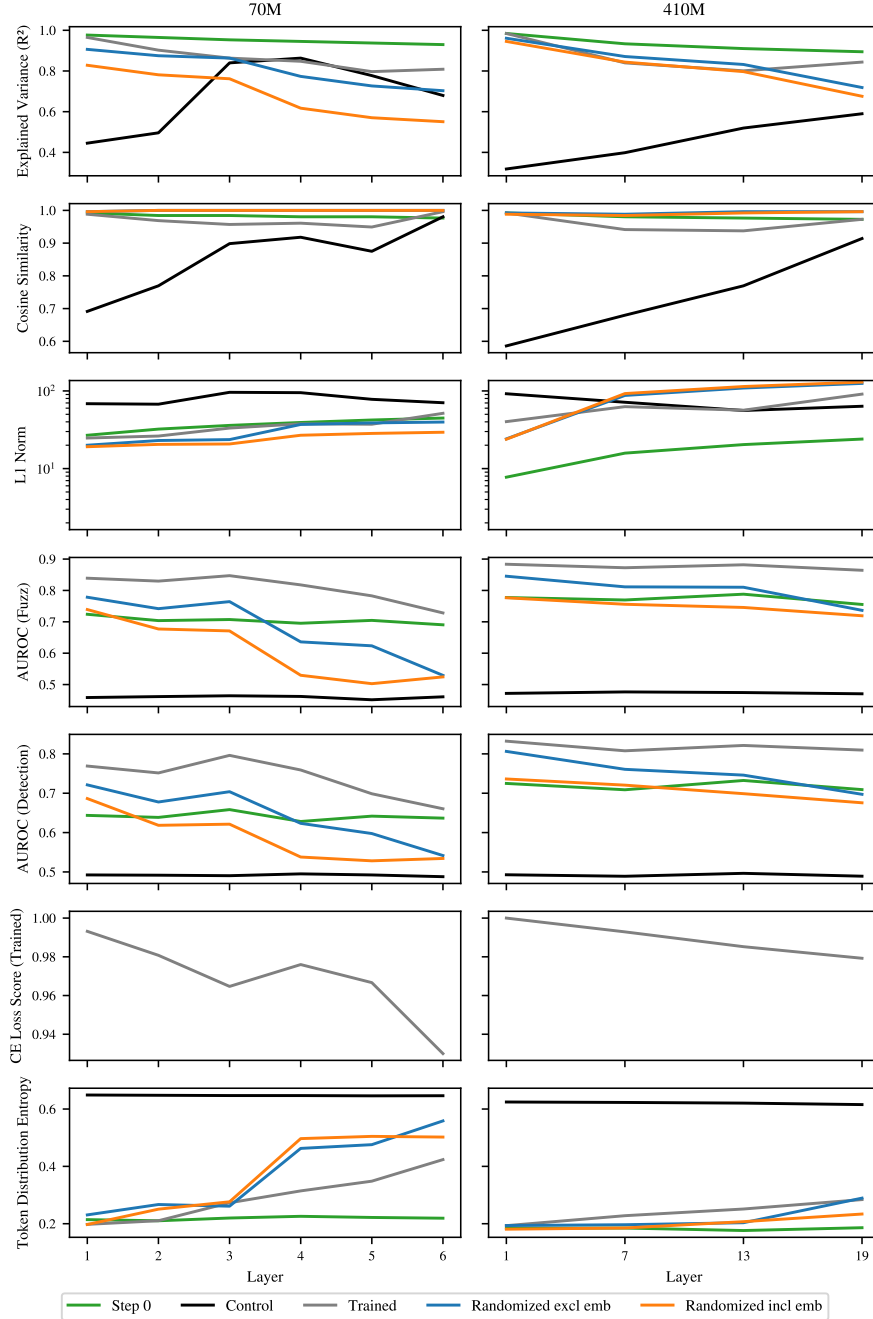 70M 410M
Explained Variance (R²)
1.0
0.8
0.6
0.4
Cosine Similarity
1.0
0.9
0.8
0.7
0.6
L1 Norm
10²
10¹
AUROC (Fuzz)
0.9
0.8
0.7
0.6
0.5
AUROC (Detection)
0.8
0.7
0.6
0.5
CE Loss Score (Trained)
1.00
0.98
0.96
0.94
Token Distribution Entropy
0.6
0.4
0.2
1 2 3 4 5 6 1 7 13 19
Layer Layer
Step 0 Control Trained Randomized excl emb Randomized incl emb